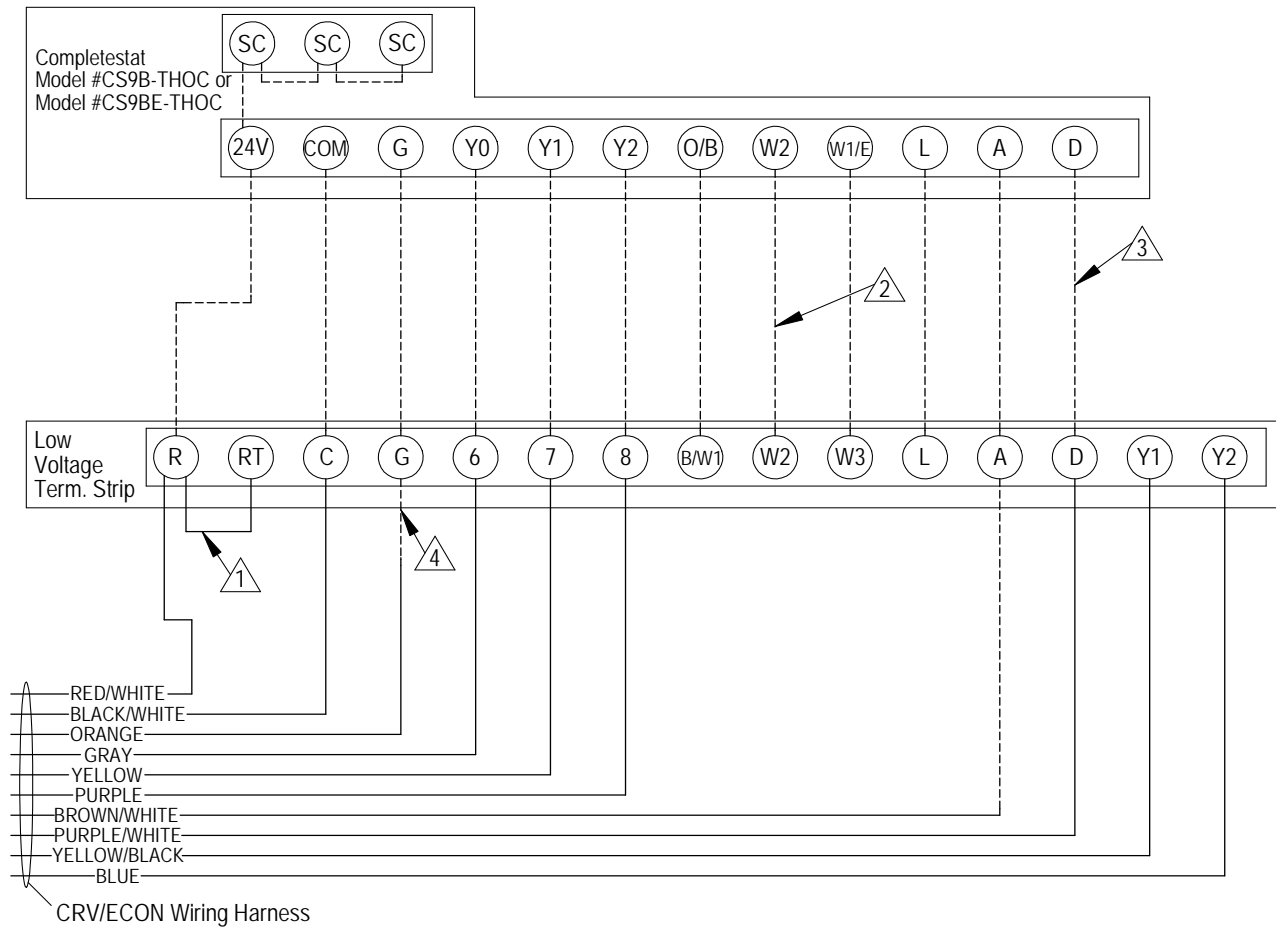 SC SC SC
Completestat
Model #CS9B-THOC or
Model #CS9BE-THOC
24V COM G Y0 Y1 Y2 O/B W2 W1/E L A D
3
2
Low
Voltage
Term. Strip
R RT C G 6 7 8 B/W1 W2 W3 L A D Y1 Y2
4
1
RED/WHITE
BLACK/WHITE
ORANGE
GRAY
YELLOW
PURPLE
BROWN/WHITE
PURPLE/WHITE
YELLOW/BLACK
BLUE
CRV/ECON Wiring Harness